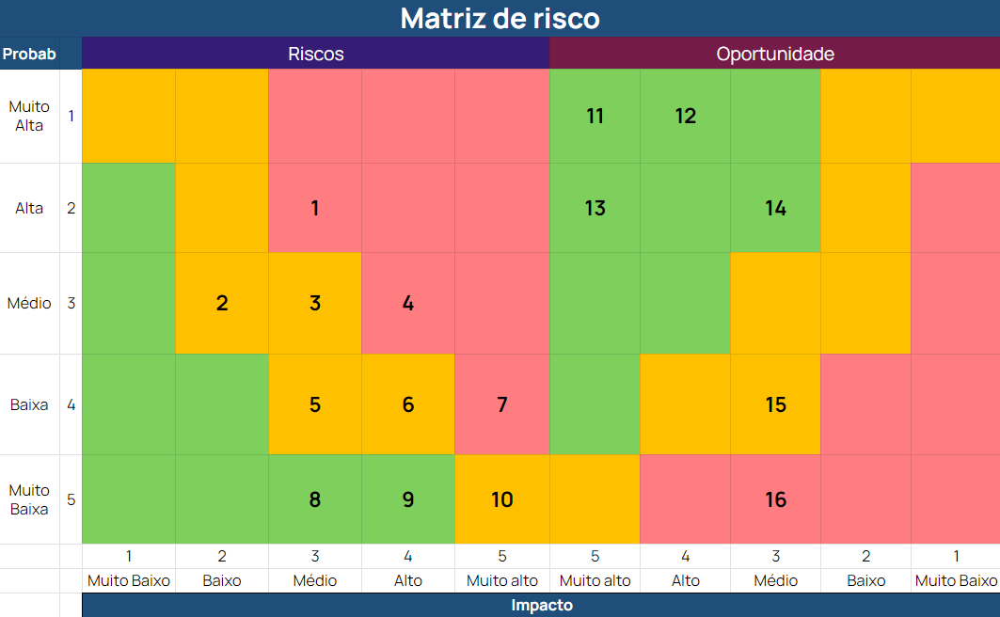 Matriz de risco
Probab Riscos Oportunidade
Muito
Alta 1 11 12
Alta 2 1 13 14
Médio 3 2 3 4
Baixa 4 5 6 7 15
Muito
Baixa 5 8 9 10 16
1 2 3 4 5 5 4 3 2 1
Muito Baixo Baixo Médio Alto Muito alto Muito alto Alto Médio Baixo Muito Baixo
Impacto